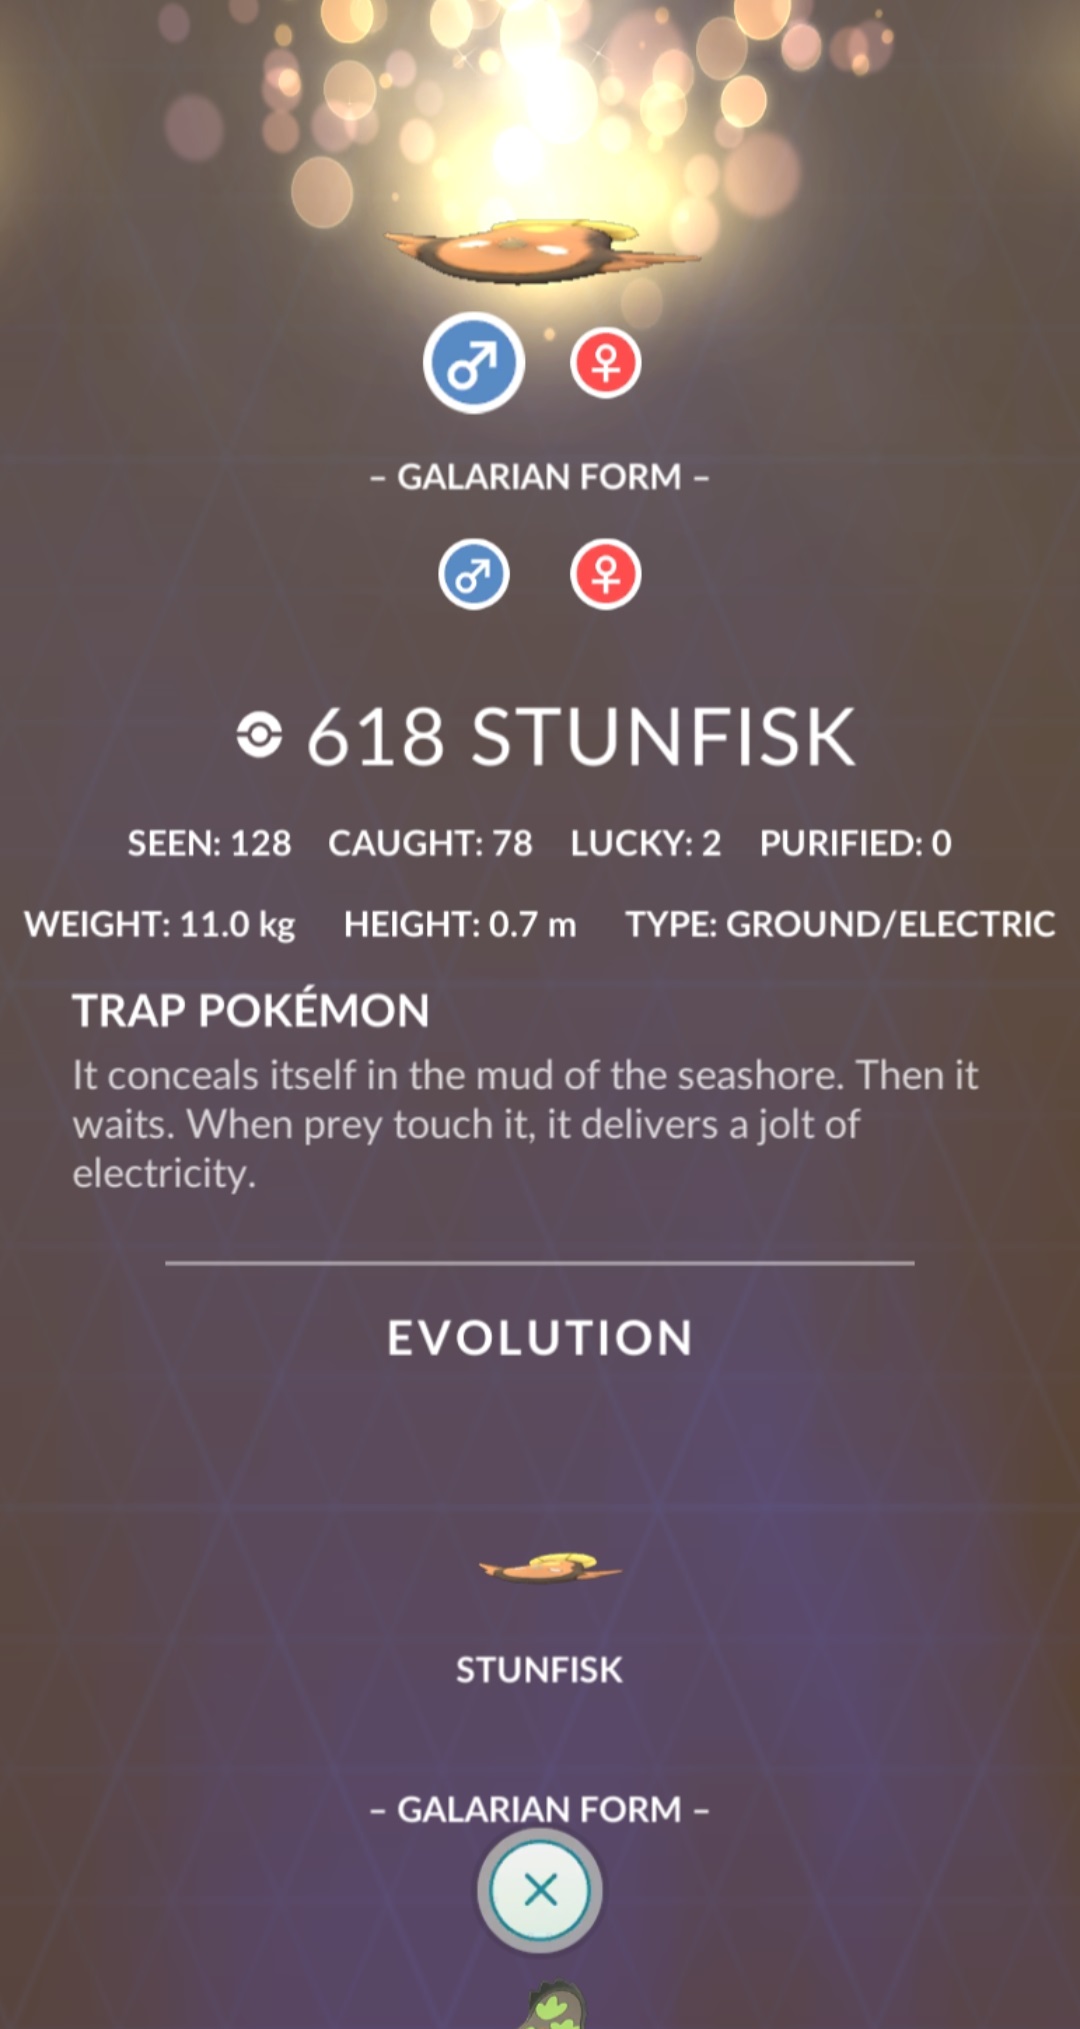 – GALARIAN FORM –
618 STUNFISK
SEEN: 128 CAUGHT: 78 LUCKY: 2 PURIFIED: 0
WEIGHT: 11.0 kg HEIGHT: 0.7 m TYPE: GROUND/ELECTRIC
TRAP POKÉMON
It conceals itself in the mud of the seashore. Then it
waits. When prey touch it, it delivers a jolt of
electricity.
EVOLUTION
STUNFISK
– GALARIAN FORM –